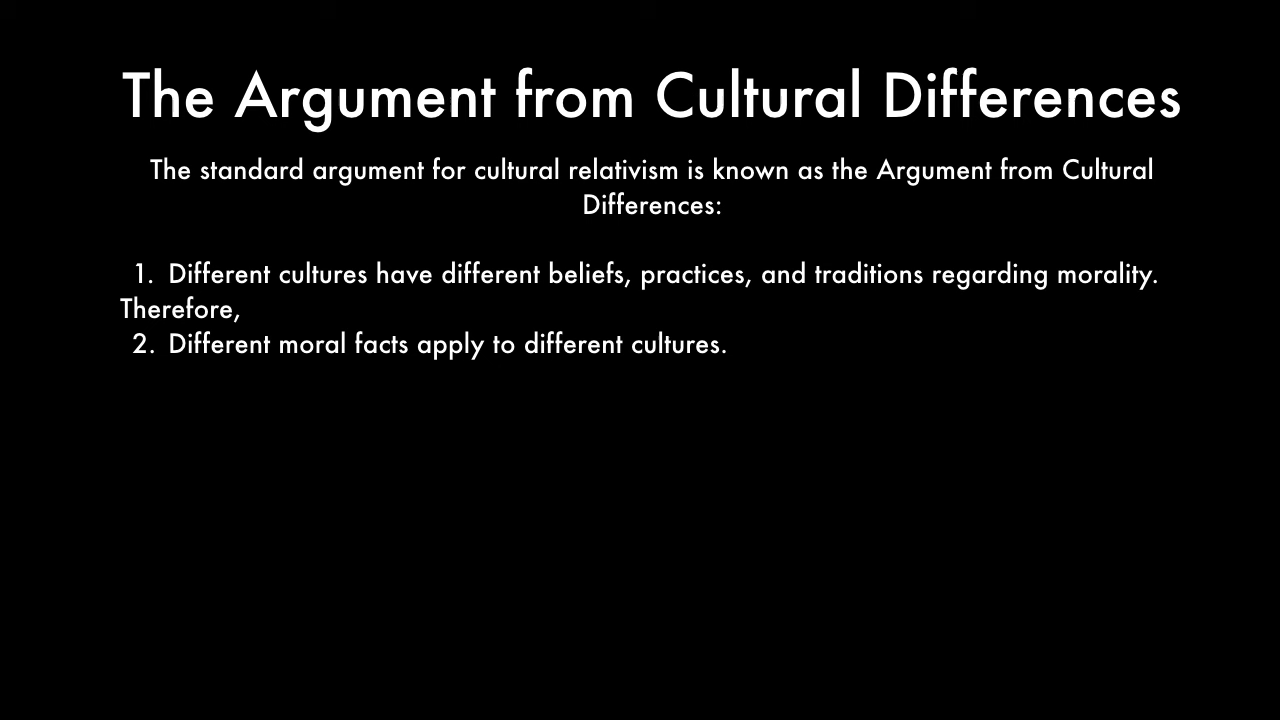 The Argument from Cultural Differences
The standard argument for cultural relativism is known as the Argument from Cultural
Differences:
1. Different cultures have different beliefs, practices, and traditions regarding morality.
Therefore,
2. Different moral facts apply to different cultures.